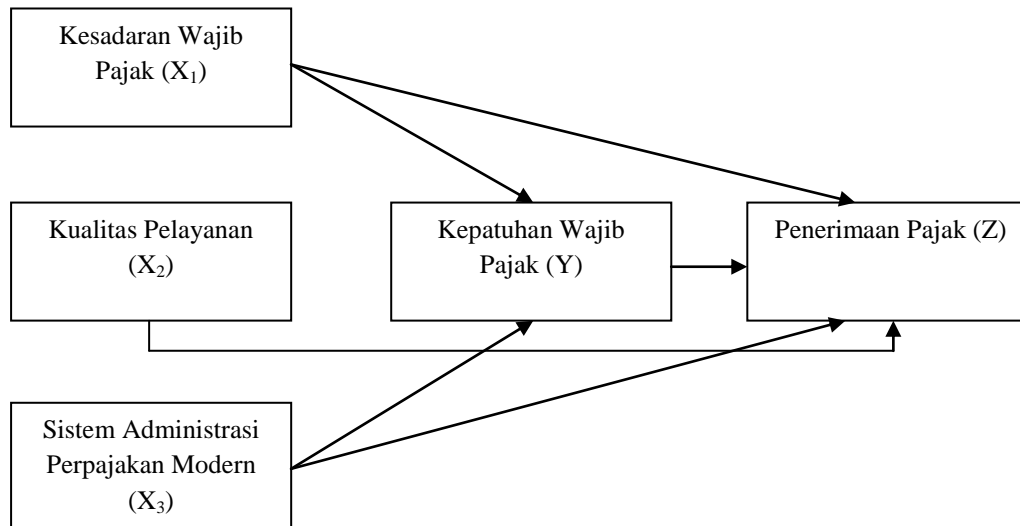 Kesadaran Wajib
Pajak (X₁)
Kualitas Pelayanan
(X₂)
Kepatuhan Wajib
Pajak (Y)
Penerimaan Pajak (Z)
Sistem Administrasi
Perpajakan Modern
(X₃)